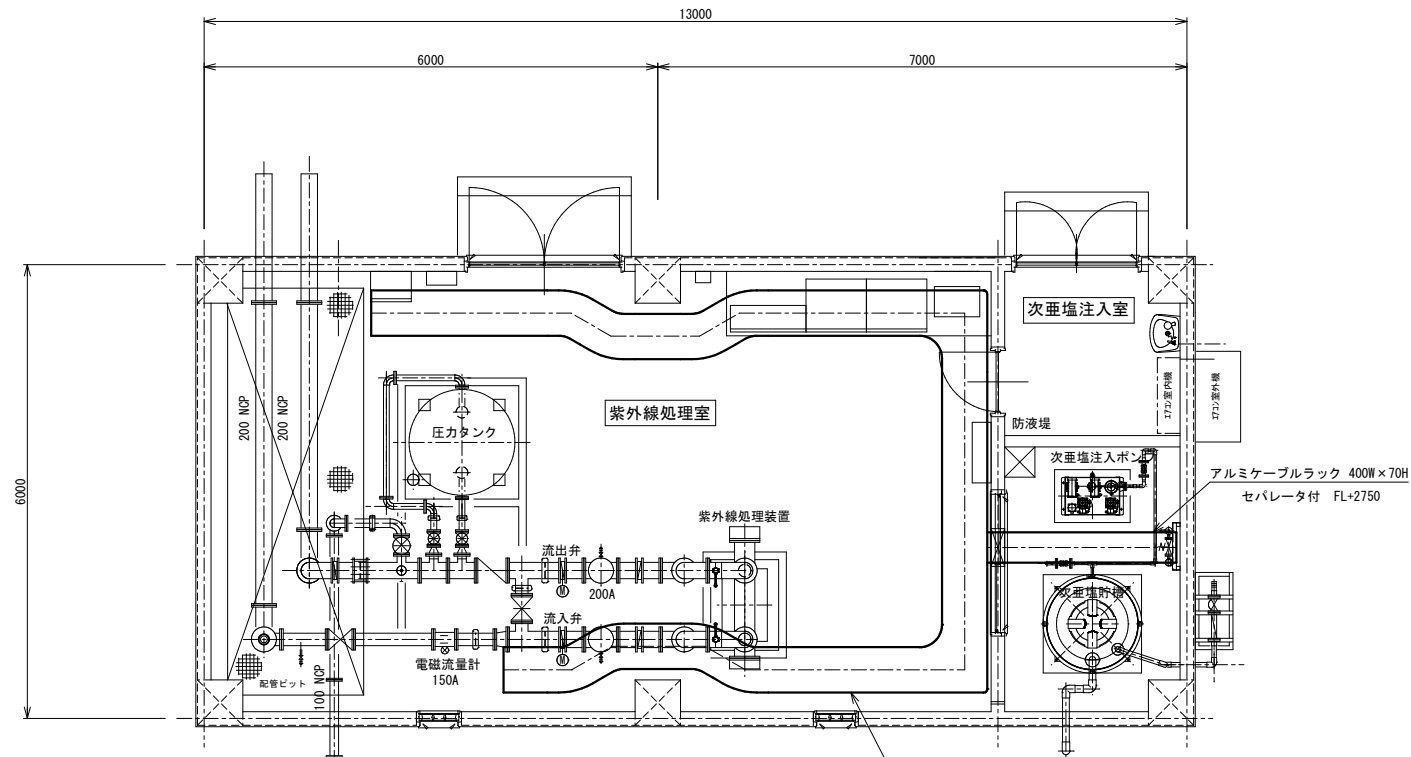 13000
6000
7000
6000
200 NCP
200 NCP
圧力タンク
紫外線処理室
次亜塩注入室
ｴｱｺﾝ室内機
ｴｱｺﾝ室外機
防液堤
次亜塩注入ポン
アルミケーブルラック 400W×70H
セパレータ付 FL+2750
紫外線処理装置
流出弁
M
200A
流入弁
M
次亜塩貯槽
電磁流量計
150A
配管ピット
100 NCP